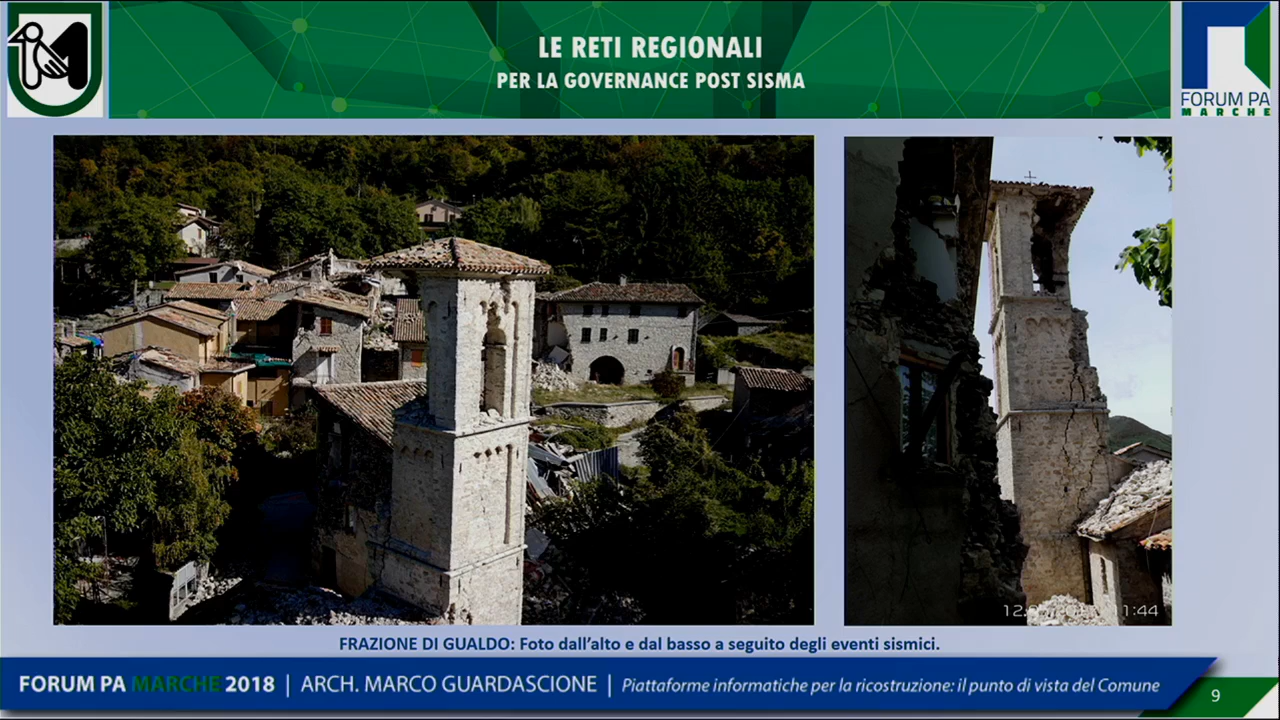 LE RETI REGIONALI
PER LA GOVERNANCE POST SISMA
FORUM PA
MARCHE
11:44
FRAZIONE DI GUALDO: Foto dall'alto e dal basso a seguito degli eventi sismici.
FORUM PA MARCHE 2018 | ARCH. MARCO GUARDASCIONE | Piattaforme informatiche per la ricostruzione: il punto di vista del Comune
9